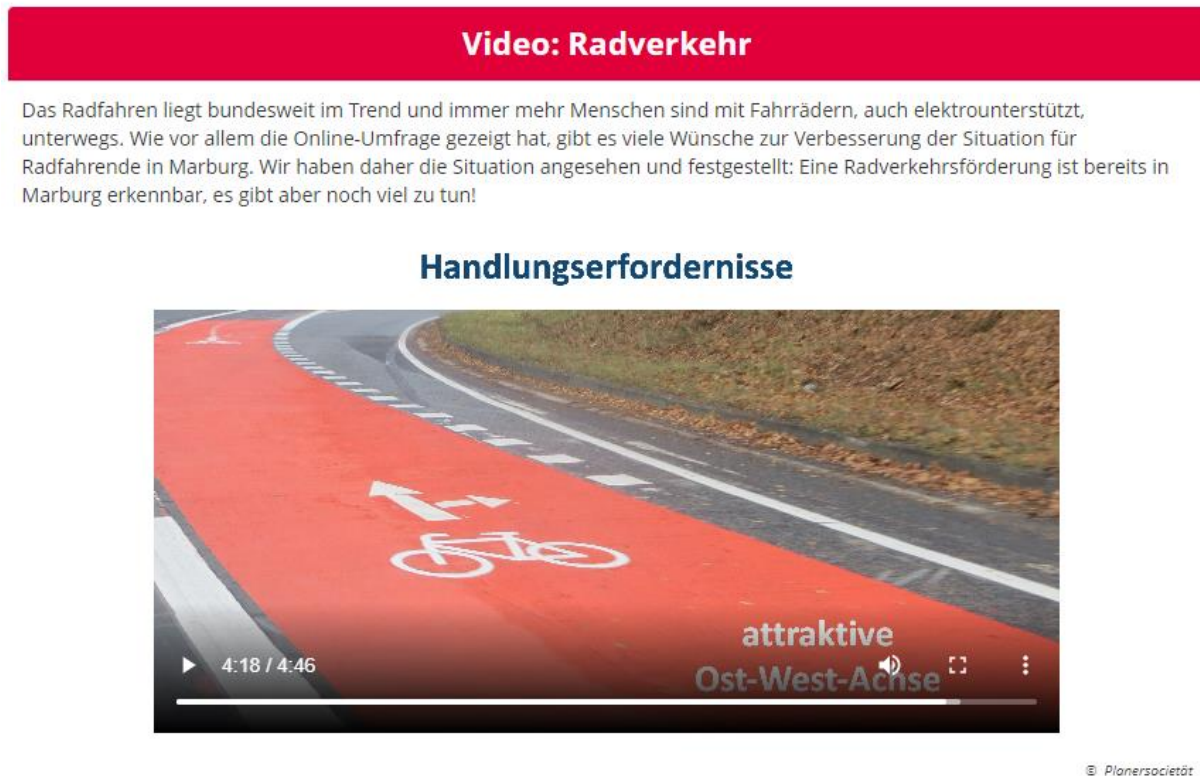 Video: Radverkehr
Das Radfahren liegt bundesweit im Trend und immer mehr Menschen sind mit Fahrrädern, auch elektrounterstützt,
unterwegs. Wie vor allem die Online-Umfrage gezeigt hat, gibt es viele Wünsche zur Verbesserung der Situation für
Radfahrende in Marburg. Wir haben daher die Situation angesehen und festgestellt: Eine Radverkehrsförderung ist bereits in
Marburg erkennbar, es gibt aber noch viel zu tun!
Handlungserfordernisse
attraktive
Ost-West-Achse
4:18 / 4:46
© Planersocietät